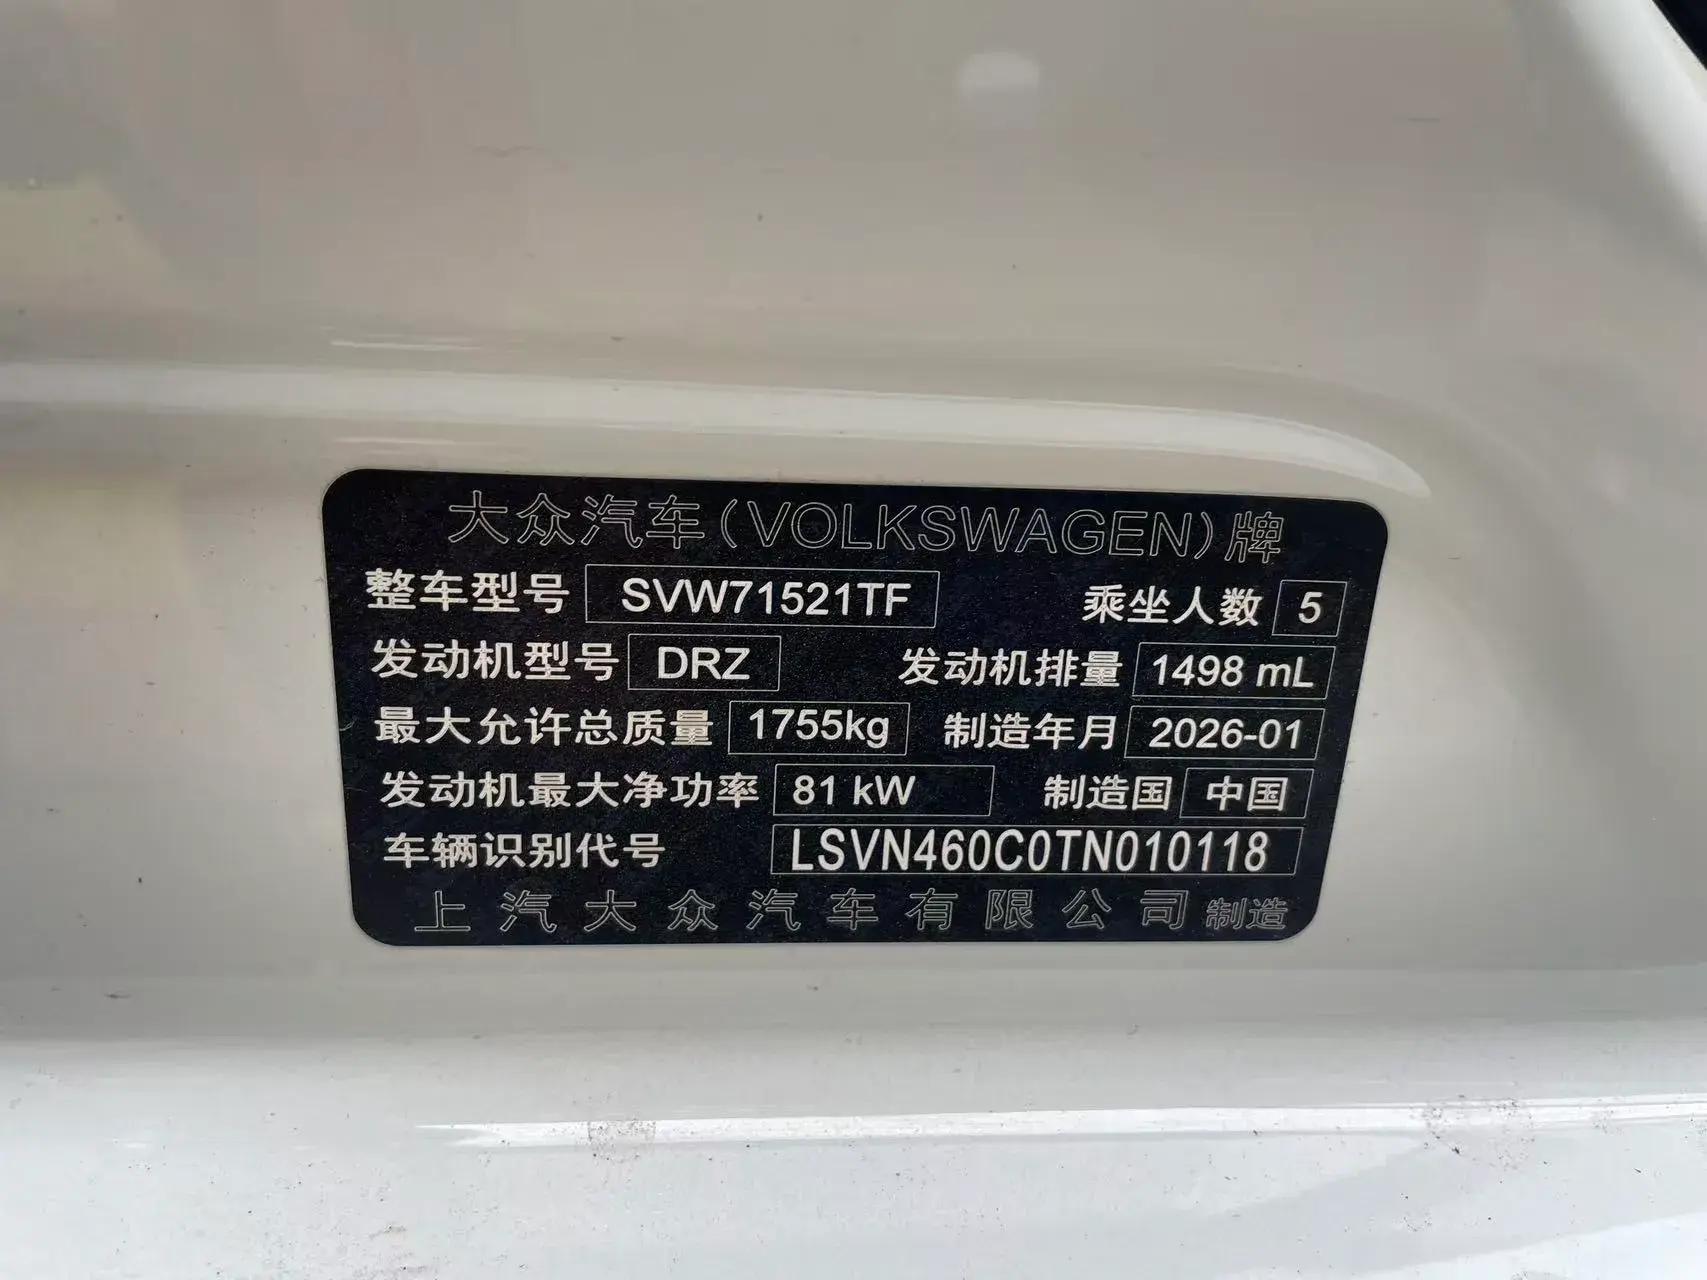 大众汽车(VOLKSWAGEN)牌
整车型号 SVW71521TF 乘坐人数 5
发动机型号 DRZ 发动机排量 1498 mL
最大允许总质量 1755kg 制造年月 2026-01
发动机最大净功率 81 kW 制造国 中国
车辆识别代号 LSVN460C0TN010118
上汽大众汽车有限公司 制造